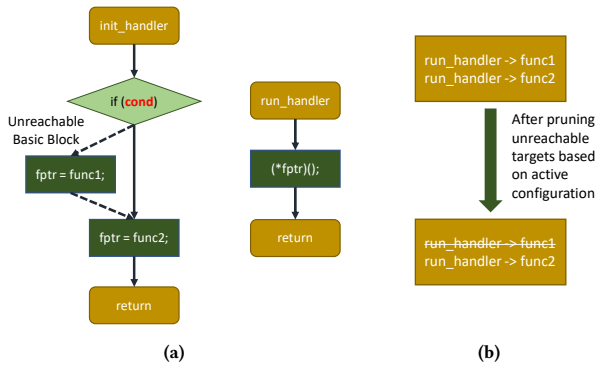 init_handler
if (cond)
Unreachable
Basic Block
fptr = func1;
fptr = func2;
return
run_handler
(*fptr)();
return
(a)
run_handler -> func1
run_handler -> func2
After pruning
unreachable
targets based
on active
configuration
run_handler -> func1
run_handler -> func2
(b)